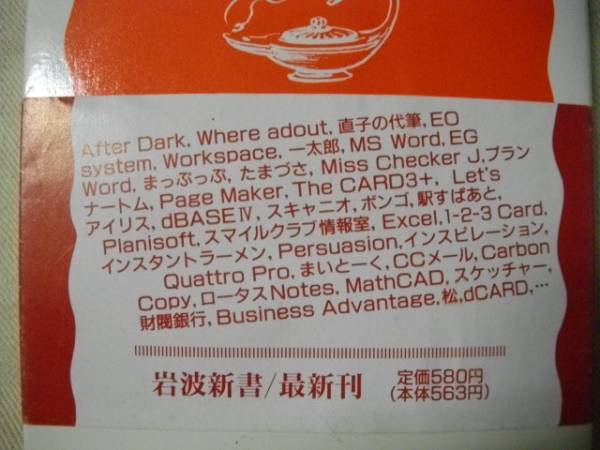 After Dark, Where adout, 直子の代筆, EO
system, Workspace, 一太郎, MS Word, EG
Word, まっぷっぷ, たまづさ, Miss Checker J,プラン
ナートム, Page Maker, The CARD3+, Let's
アイリス, dBASEⅣ, スキャニオ, ボンゴ, 駅すぱあと,
Planisoft, スマイルクラブ情報室, Excel,1-2-3 Card,
インスタントラーメン, Persuasion,インスピレーション,
Quattro Pro, まいとーく, CCメール, Carbon
Copy, ロータスNotes, MathCAD, スケッチャー,
財閥銀行, Business Advantage,松,dCARD,…
岩波新書/最新刊
定価580円
(本体563円)